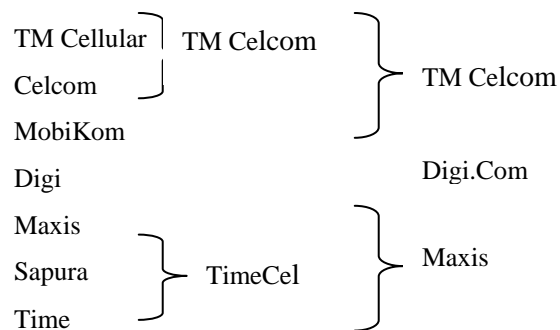 TM Cellular
TM Celcom
Celcom
TM Celcom
MobiKom
Digi
Digi.Com
Maxis
Maxis
Sapura
TimeCel
Time